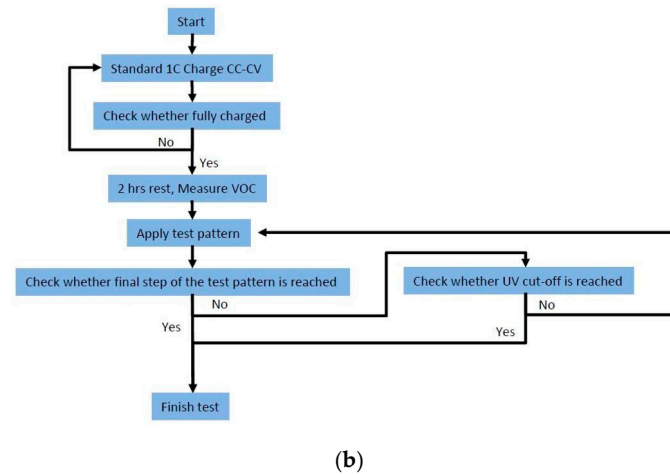 Start
Standard 1C Charge CC-CV
Check whether fully charged
No
Yes
2 hrs rest, Measure VOC
Apply test pattern
Check whether final step of the test pattern is reached
Check whether UV cut-off is reached
No
No
Yes
Yes
Finish test
(b)